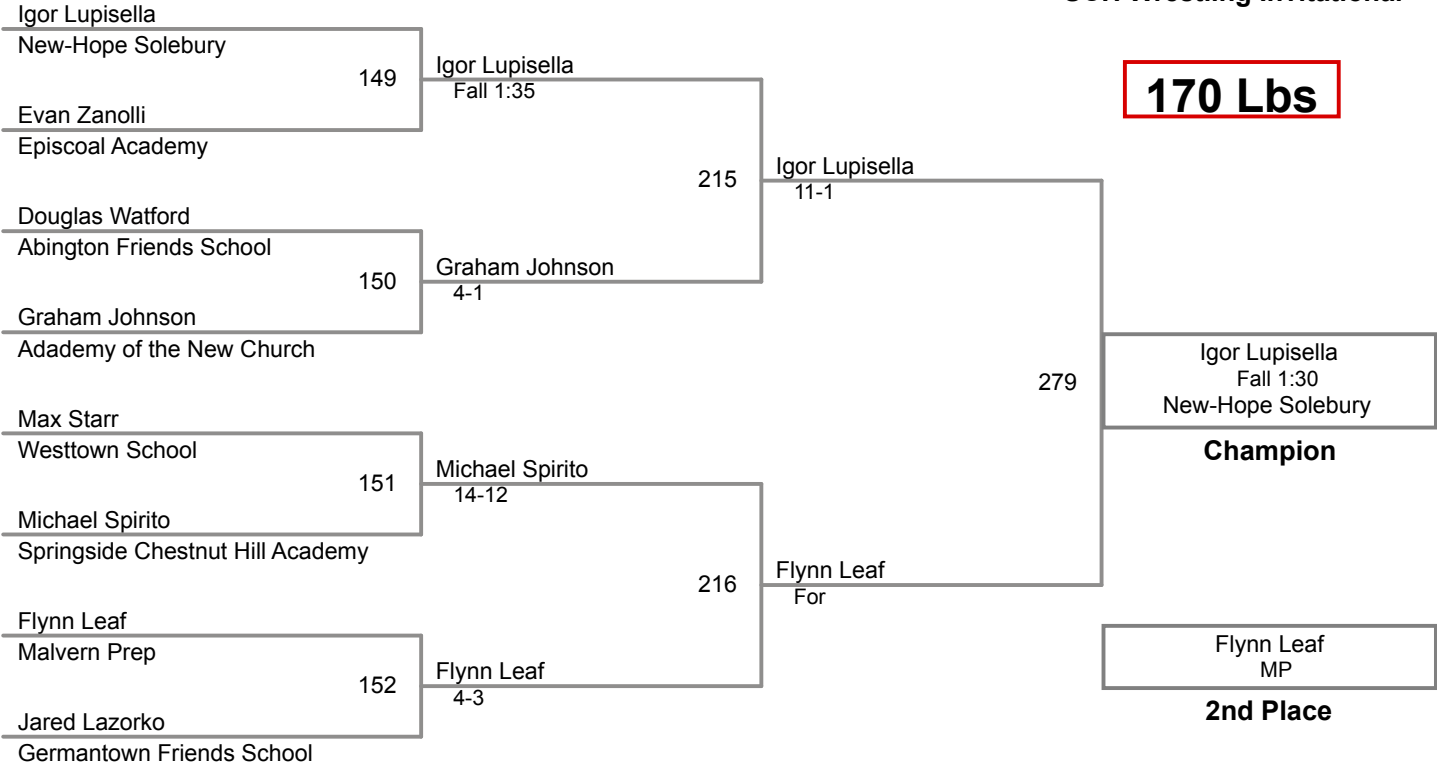 Wrestling Invitational
170 Lbs
Igor Lupisella
New-Hope Solebury
149
Evan Zanolli
Episcoal Academy
Igor Lupisella
Fall 1:35
Douglas Watford
Abington Friends School
150
Graham Johnson
Adademy of the New Church
Graham Johnson
4-1
215
Igor Lupisella
11-1
Max Starr
Westtown School
151
Michael Spirito
Springside Chestnut Hill Academy
Michael Spirito
14-12
Flynn Leaf
Malvern Prep
152
Jared Lazorko
Germantown Friends School
Flynn Leaf
4-3
216
Flynn Leaf
For
279
Igor Lupisella
Fall 1:30
New-Hope Solebury
Champion
Flynn Leaf
MP
2nd Place